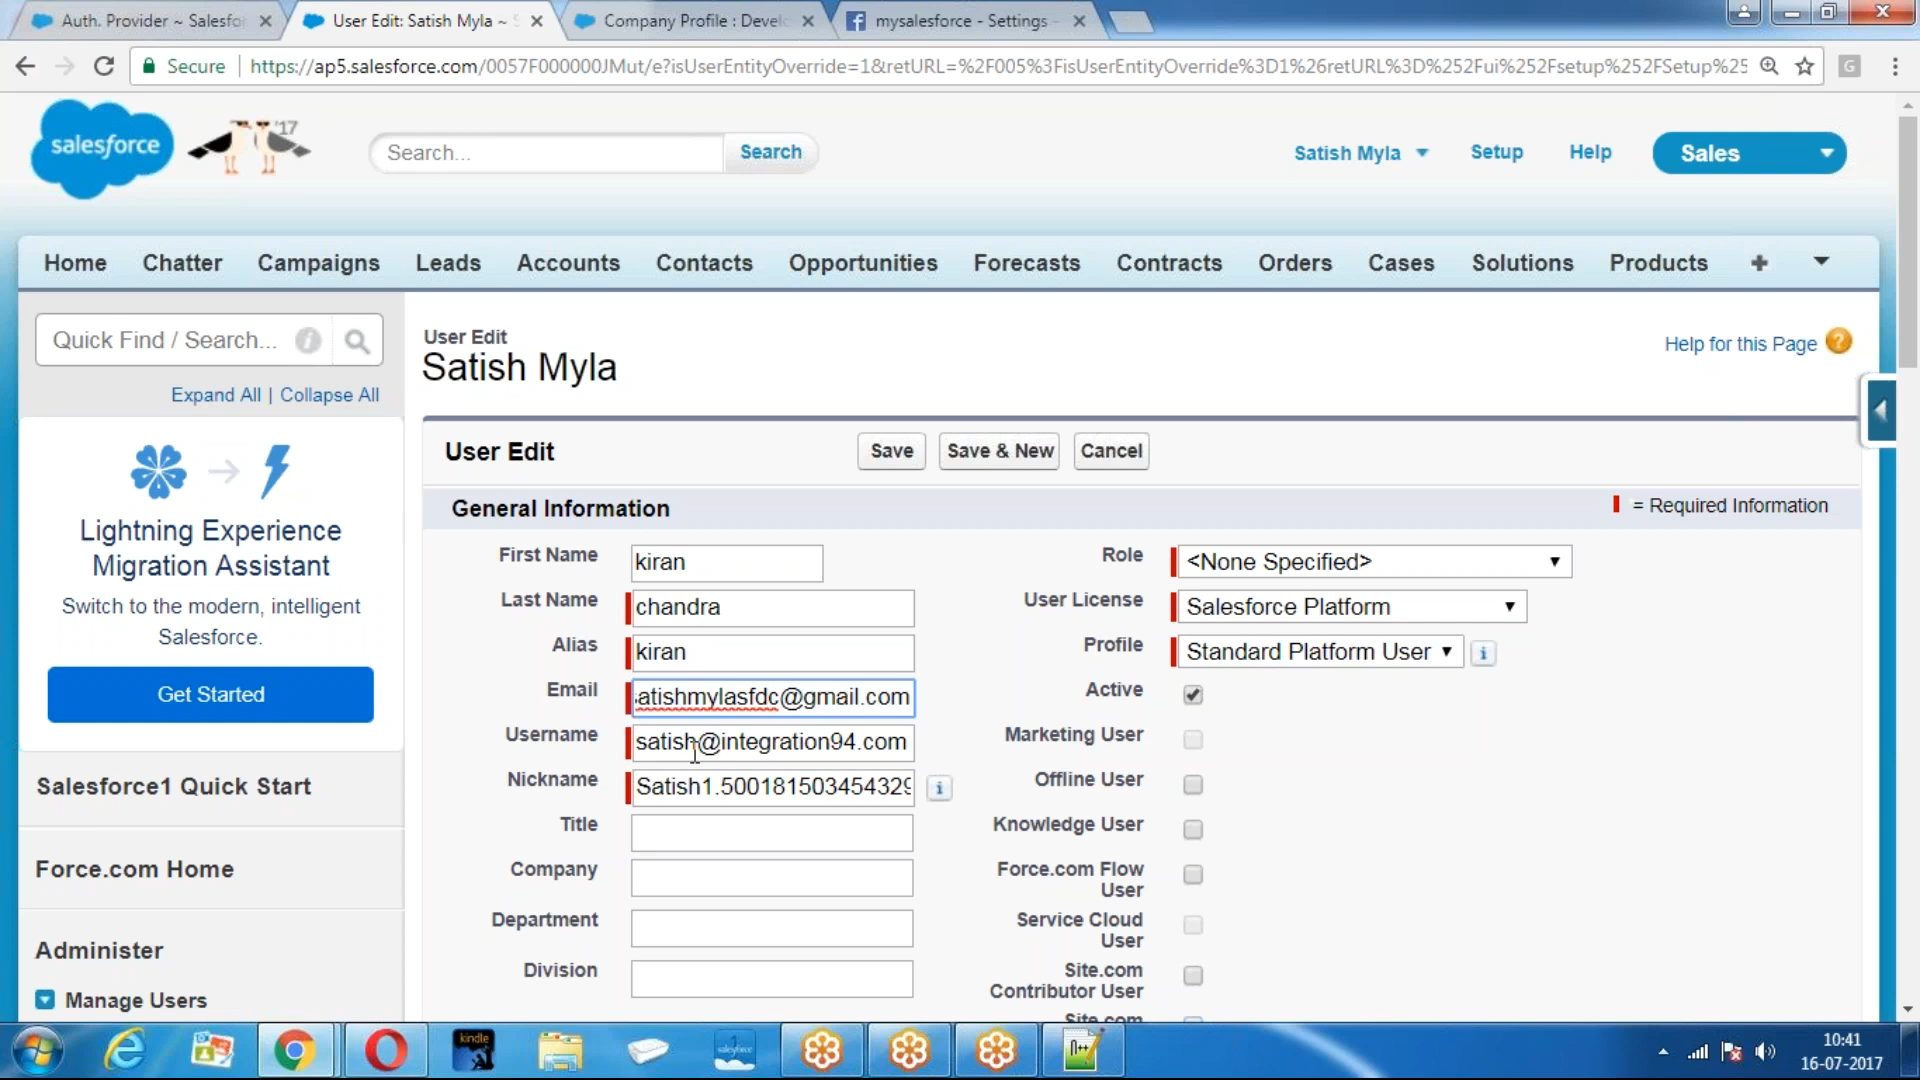 Auth. Provider ~ Salesfo
User Edit: Satish Myla ~
Company Profile : Devel
mysalesforce - Settings
Secure
https://ap5.salesforce.com/0057F000000JMut/e?isUserEntityOverride=1&retURL=%2F005%3FisUserEntityOverride%3D1%26retURL%3D%252Fui%252Fsetup%252FSetup%25
G
salesforce
'17
Search...
Search
Satish Myla
Setup
Help
Sales
Home
Chatter
Campaigns
Leads
Accounts
Contacts
Opportunities
Forecasts
Contracts
Orders
Cases
Solutions
Products
Quick Find / Search...
Expand All | Collapse All
Lightning Experience
Migration Assistant
Switch to the modern, intelligent
Salesforce.
Get Started
Salesforce1 Quick Start
Force.com Home
Administer
Manage Users
User Edit
Satish Myla
Help for this Page
User Edit
Save
Save & New
Cancel
General Information
= Required Information
First Name
kiran
Last Name
chandra
Alias
kiran
Email
atishmylasfdc@gmail.com
Username
satish@integration94.com
Nickname
Satish1.500181503454329
Title
Company
Department
Division
Role
<None Specified>
User License
Salesforce Platform
Profile
Standard Platform User
Active
Marketing User
Offline User
Knowledge User
Force.com Flow
User
Service Cloud
User
Site.com
Contributor User
Site.com
kindle
salesforce
n++
10:41
16-07-2017